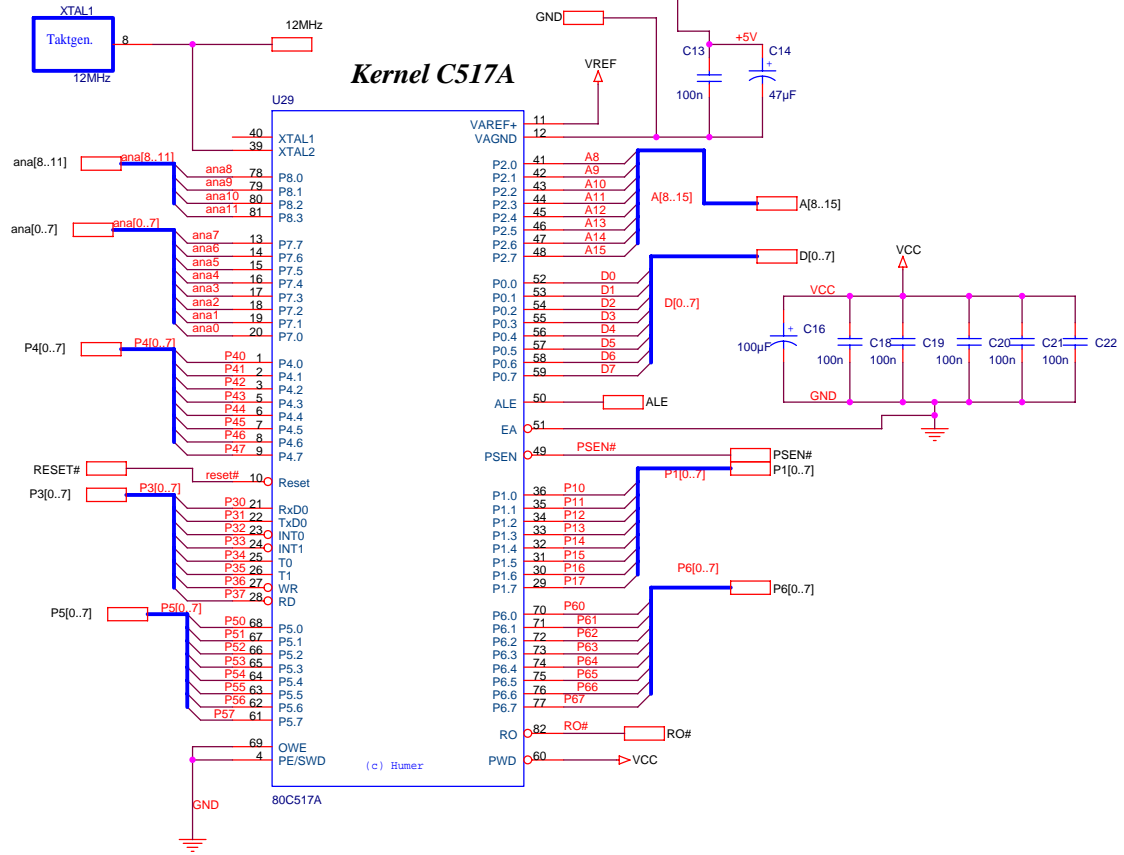 XTAL1
Taktgen.
8
12MHz
12MHz
GND
+5V
C13
100n
C14
47µF
Kernel C517A
VREF
U29
40 XTAL1
39 XTAL2
ana[8..11] ana[8..11]
ana8 78 P8.0
ana9 79 P8.1
ana10 80 P8.2
ana11 81 P8.3
ana[0..7] ana[0..7]
ana7 13 P7.7
ana6 14 P7.6
ana5 15 P7.5
ana4 16 P7.4
ana3 17 P7.3
ana2 18 P7.2
ana1 19 P7.1
ana0 20 P7.0
P4[0..7] P4[0..7]
P40 1 P4.0
P41 2 P4.1
P42 3 P4.2
P43 5 P4.3
P44 6 P4.4
P45 7 P4.5
P46 8 P4.6
P47 9 P4.7
RESET# reset# 10 Reset
P3[0..7] P3[0..7]
P30 21 RxD0
P31 22 TxD0
P32 23 INT0
P33 24 INT1
P34 25 T0
P35 26 T1
P36 27 WR
P37 28 RD
P5[0..7] P5[0..7]
P50 68 P5.0
P51 67 P5.1
P52 66 P5.2
P53 65 P5.3
P54 64 P5.4
P55 63 P5.5
P56 62 P5.6
P57 61 P5.7
69 OWE
4 PE/SWD
GND
(c) Humer
80C517A
VAREF+ 11
VAGND 12
P2.0 41 A8
P2.1 42 A9
P2.2 43 A10
P2.3 44 A11
P2.4 45 A12
P2.5 46 A13
P2.6 47 A14
P2.7 48 A15
A[8..15] A[8..15]
P0.0 52 D0
P0.1 53 D1
P0.2 54 D2
P0.3 55 D3
P0.4 56 D4
P0.5 57 D5
P0.6 58 D6
P0.7 59 D7
D[0..7] D[0..7]
ALE 50 ALE
EA 51
PSEN 49 PSEN# PSEN#
P1[0..7] P1[0..7]
P1.0 36 P10
P1.1 35 P11
P1.2 34 P12
P1.3 33 P13
P1.4 32 P14
P1.5 31 P15
P1.6 30 P16
P1.7 29 P17
P6[0..7] P6[0..7]
P6.0 70 P60
P6.1 71 P61
P6.2 72 P62
P6.3 73 P63
P6.4 74 P64
P6.5 75 P65
P6.6 76 P66
P6.7 77 P67
RO 82 RO# RO#
PWD 60 VCC
VCC
VCC
C16
100µF
C18
100n
C19
100n
C20
100n
C21
100n
C22
100n
GND